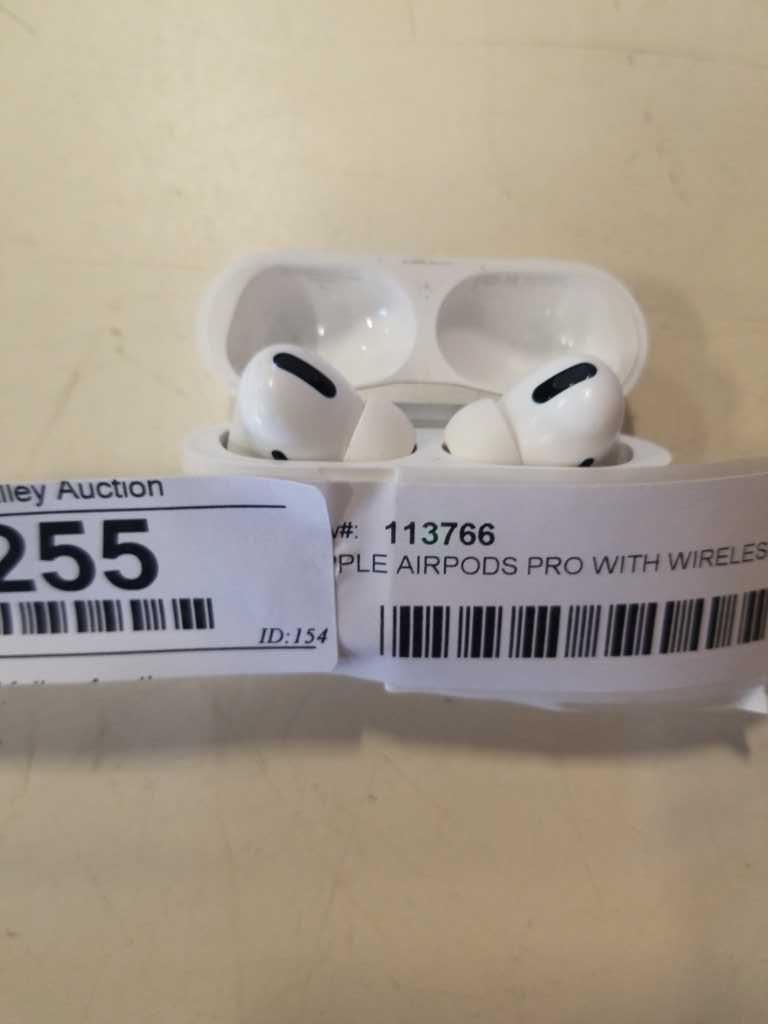 lley Auction
255
ID:154
#: 113766
PPLE AIRPODS PRO WITH WIRELES